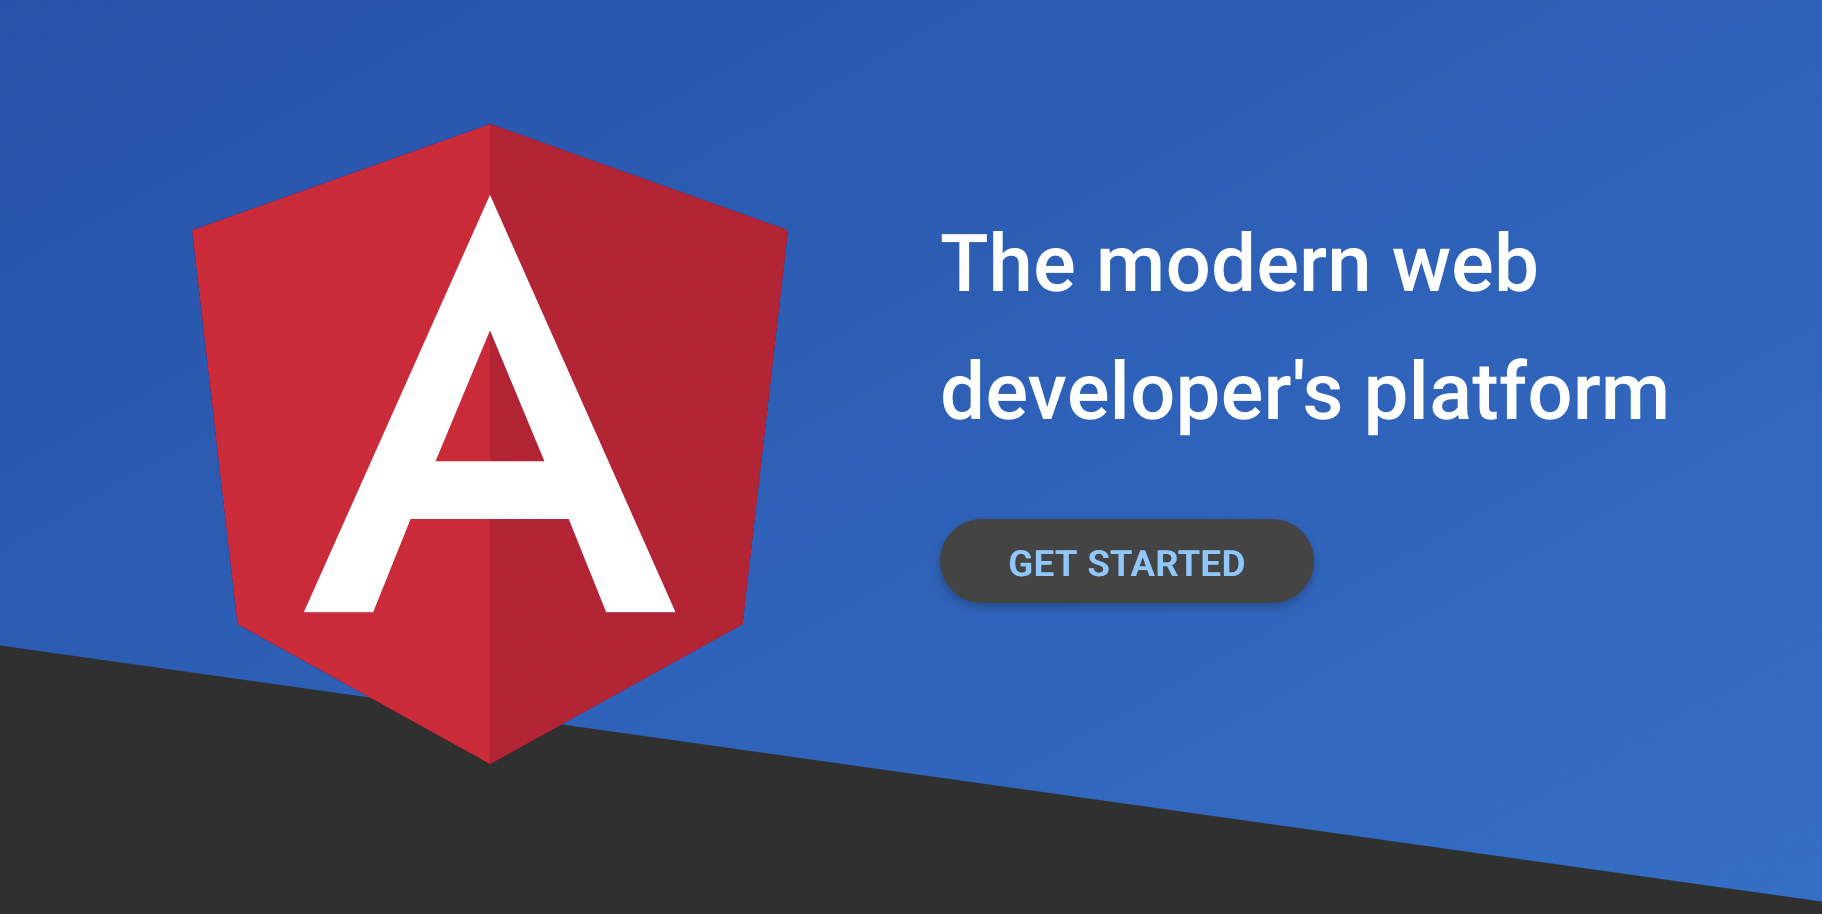 A
The modern web
developer's platform
GET STARTED